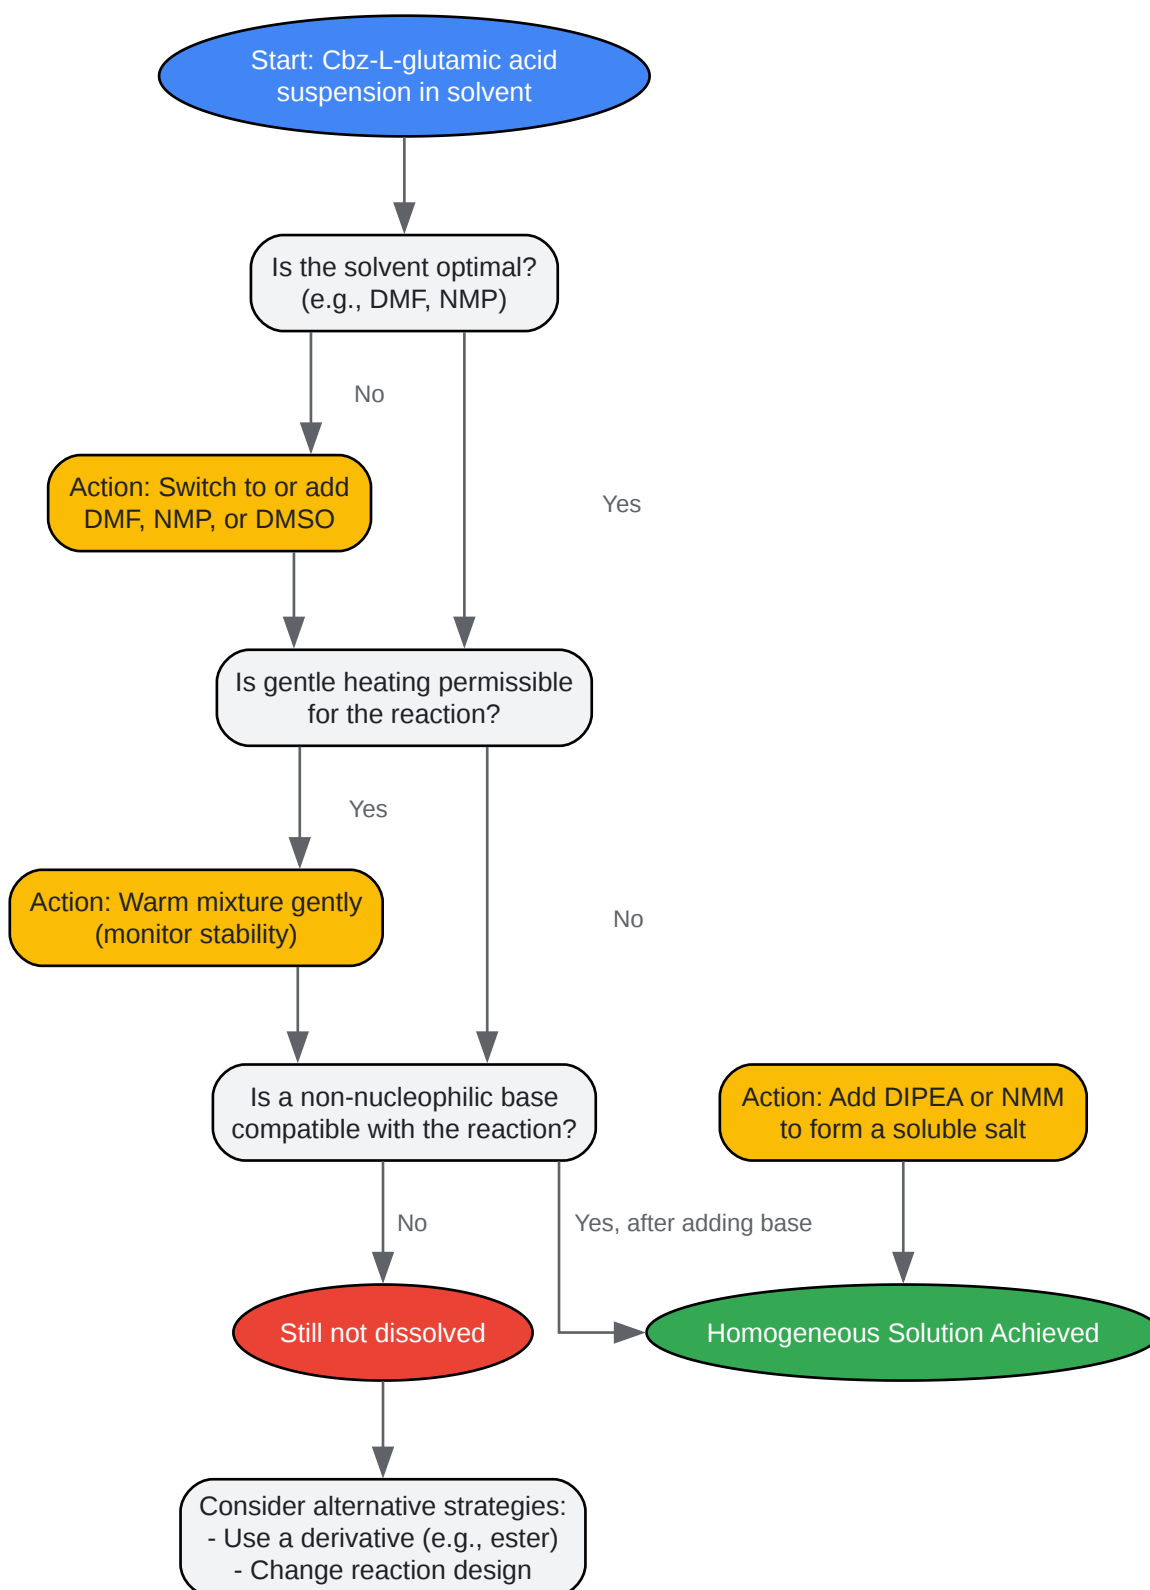 Start: Cbz-L-glutamic acid
suspension in solvent
Is the solvent optimal?
(e.g., DMF, NMP)
No
Action: Switch to or add
DMF, NMP, or DMSO
Yes
Is gentle heating permissible
for the reaction?
Yes
Action: Warm mixture gently
(monitor stability)
No
Is a non-nucleophilic base
compatible with the reaction?
Action: Add DIPEA or NMM
to form a soluble salt
No
Yes, after adding base
Still not dissolved
Homogeneous Solution Achieved
Consider alternative strategies:
- Use a derivative (e.g., ester)
- Change reaction design